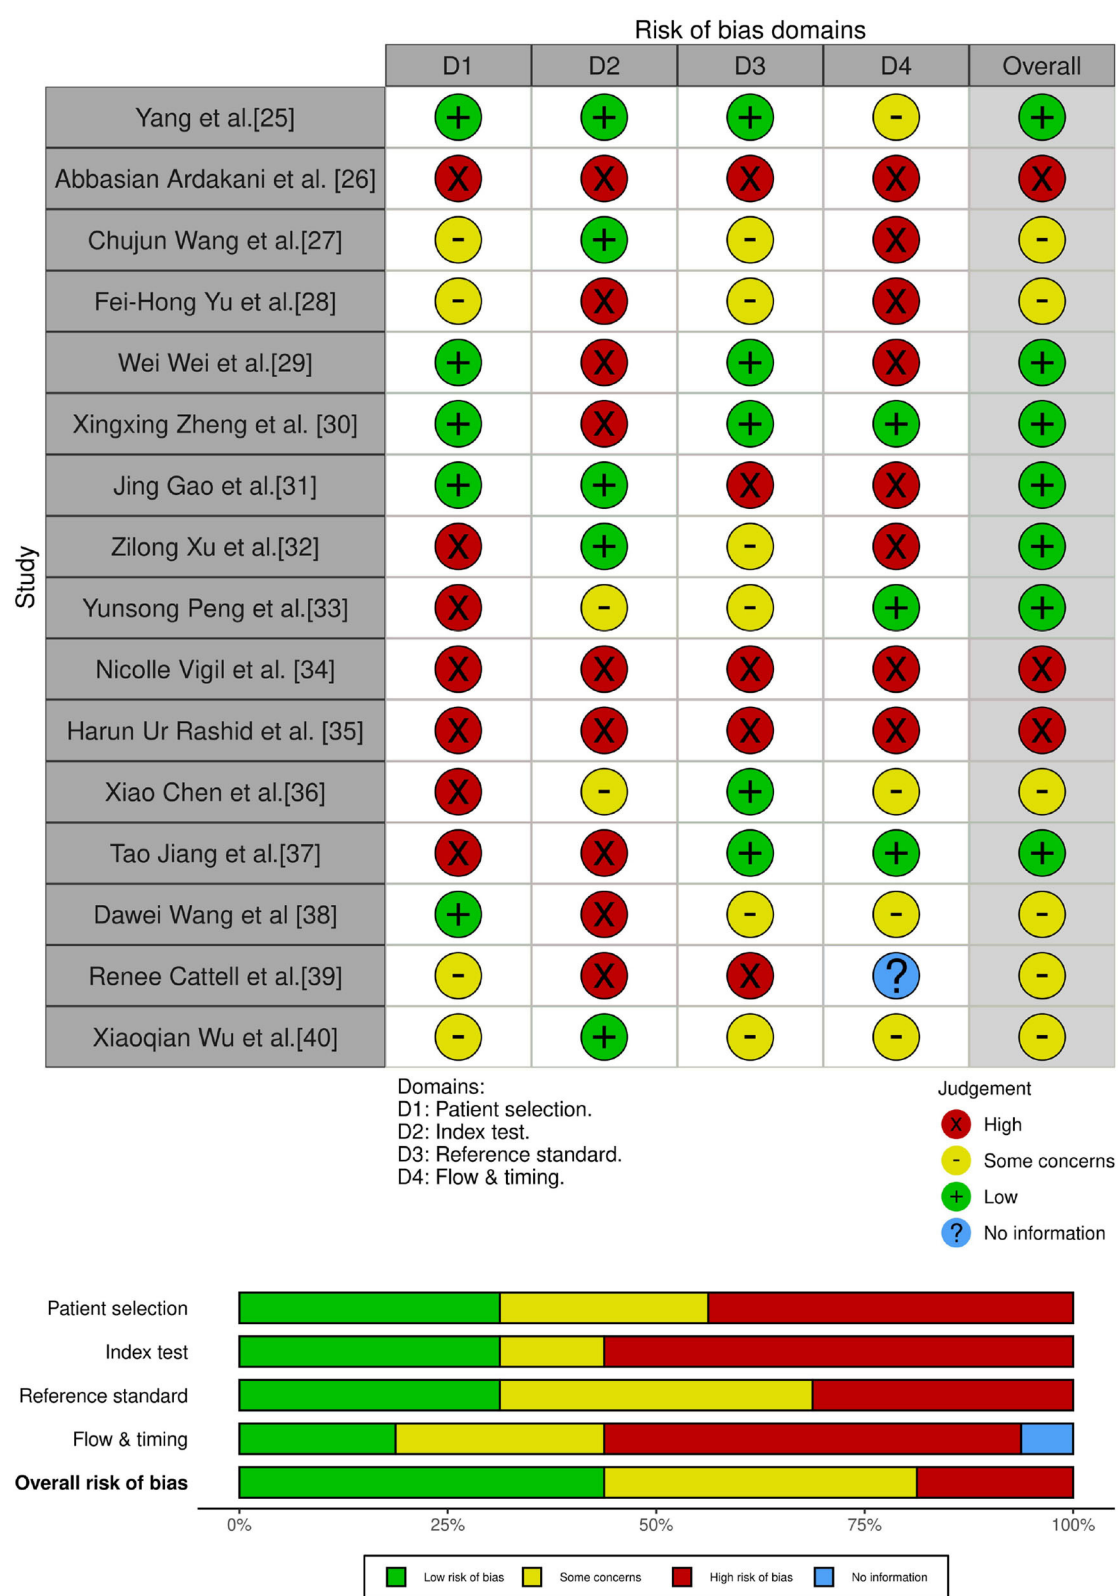 Risk of bias domains
D1 D2 D3 D4 Overall
Study
Yang et al.[25] + + + - +
Abbasian Ardakani et al. [26] X X X X X
Chujun Wang et al.[27] - + - X -
Fei-Hong Yu et al.[28] - X - X -
Wei Wei et al.[29] + X + X +
Xingxing Zheng et al. [30] + X + + +
Jing Gao et al.[31] + + X X +
Zilong Xu et al.[32] X + - X +
Yunsong Peng et al.[33] X - - + +
Nicolle Vigil et al. [34] X X X X X
Harun Ur Rashid et al. [35] X X X X X
Xiao Chen et al.[36] X - + - -
Tao Jiang et al.[37] X X + + +
Dawei Wang et al [38] + X - - -
Renee Cattell et al.[39] - X X ? -
Xiaoqian Wu et al.[40] - + - - -
Domains:
D1: Patient selection.
D2: Index test.
D3: Reference standard.
D4: Flow & timing.
Judgement
X High
- Some concerns
+ Low
? No information
Patient selection
Index test
Reference standard
Flow & timing
Overall risk of bias
0% 25% 50% 75% 100%
Low risk of bias Some concerns High risk of bias No information